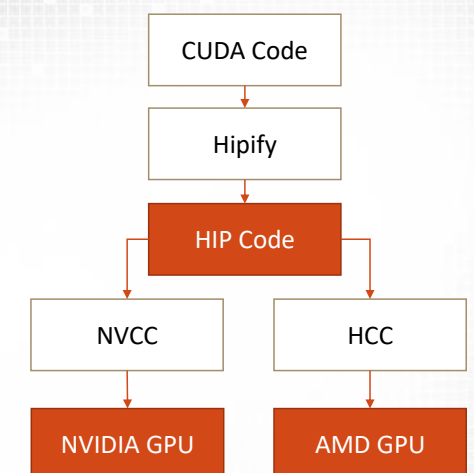 CUDA Code
Hipify
HIP Code
NVCC
HCC
NVIDIA GPU
AMD GPU